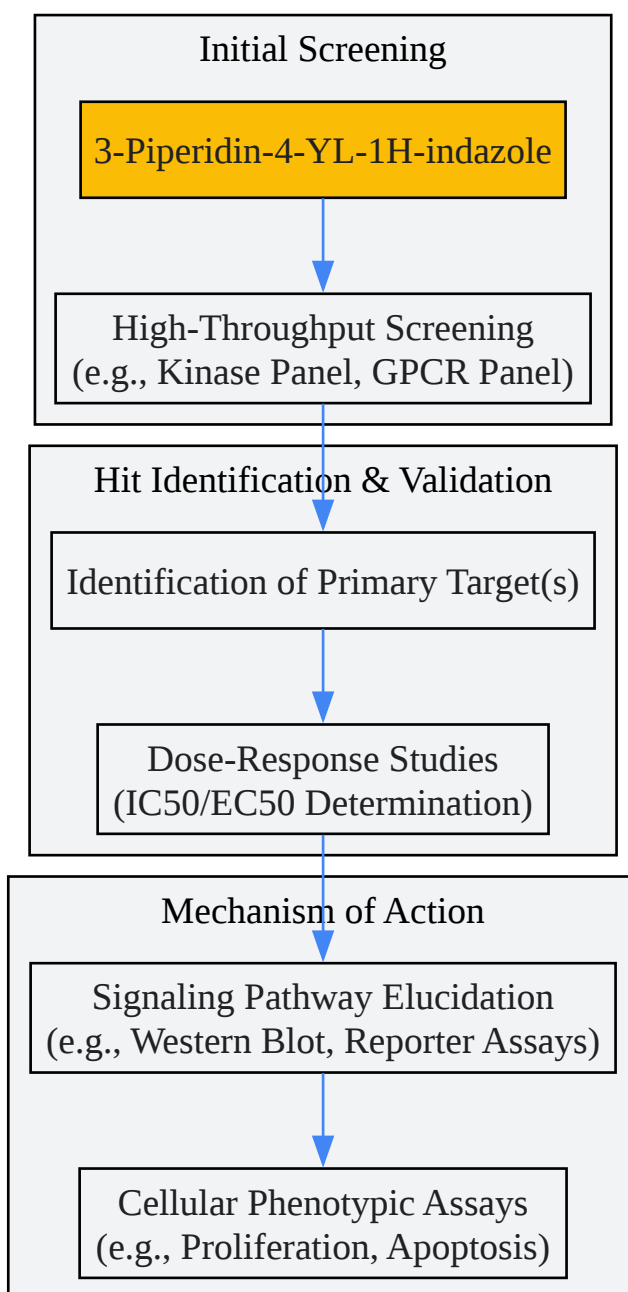 Initial Screening
3-Piperidin-4-YL-1H-indazole
High-Throughput Screening
(e.g., Kinase Panel, GPCR Panel)
Hit Identification & Validation
Identification of Primary Target(s)
Dose-Response Studies
(IC50/EC50 Determination)
Mechanism of Action
Signaling Pathway Elucidation
(e.g., Western Blot, Reporter Assays)
Cellular Phenotypic Assays
(e.g., Proliferation, Apoptosis)